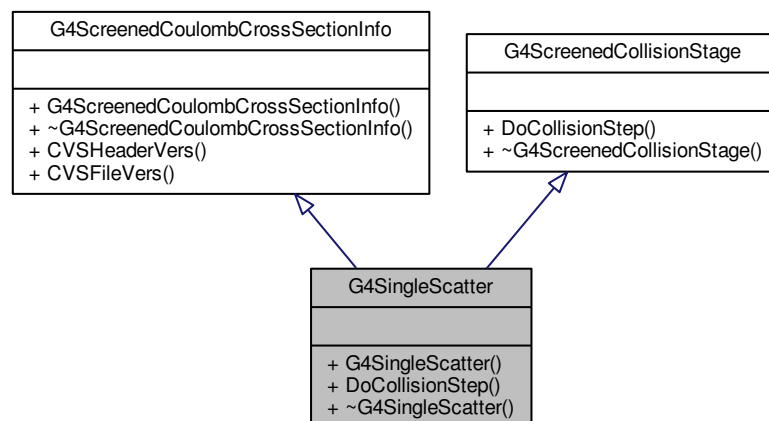 G4ScreenedCoulombCrossSectionInfo
+ G4ScreenedCoulombCrossSectionInfo()
+ ~G4ScreenedCoulombCrossSectionInfo()
+ CVSHeaderVers()
+ CVSFileVers()
G4ScreenedCollisionStage
+ DoCollisionStep()
+ ~G4ScreenedCollisionStage()
G4SingleScatter
+ G4SingleScatter()
+ DoCollisionStep()
+ ~G4SingleScatter()